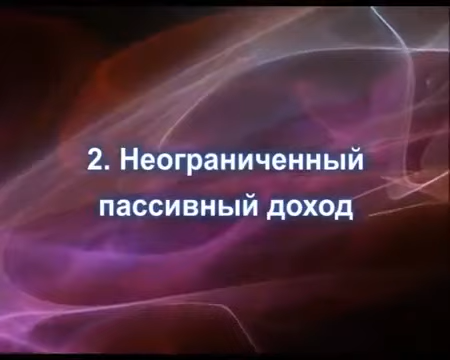 2. Неограниченный
пассивный доход